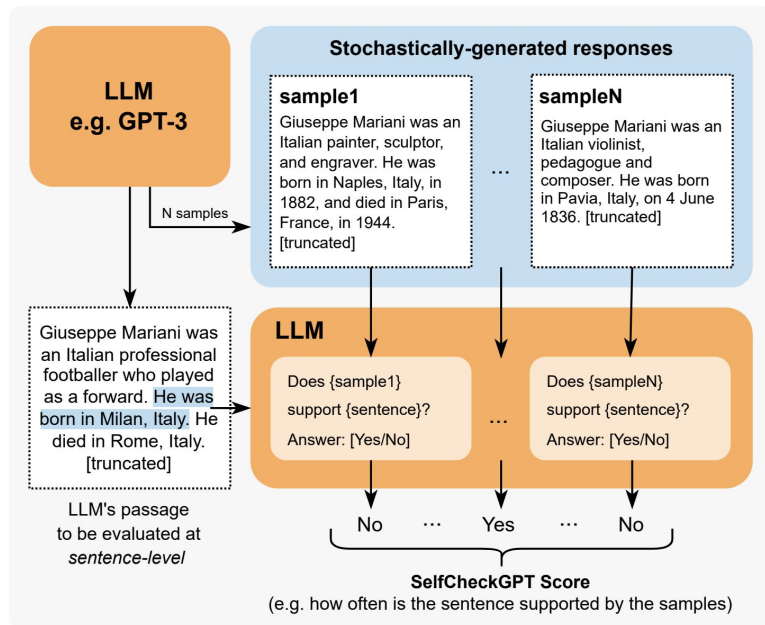 LLM
e.g. GPT-3
Stochastically-generated responses
sample1
Giuseppe Mariani was an
Italian painter, sculptor,
and engraver. He was
born in Naples, Italy, in
1882, and died in Paris,
France, in 1944.
[truncated]
...
sampleN
Giuseppe Mariani was an
Italian violinist,
pedagogue and
composer. He was born
in Pavia, Italy, on 4 June
1836. [truncated]
N samples
Giuseppe Mariani was
an Italian professional
footballer who played
as a forward. He was
born in Milan, Italy. He
died in Rome, Italy.
[truncated]
LLM's passage
to be evaluated at
sentence-level
LLM
Does {sample1}
support {sentence}?
Answer: [Yes/No]
...
Does {sampleN}
support {sentence}?
Answer: [Yes/No]
No ... Yes ... No
SelfCheckGPT Score
(e.g. how often is the sentence supported by the samples)